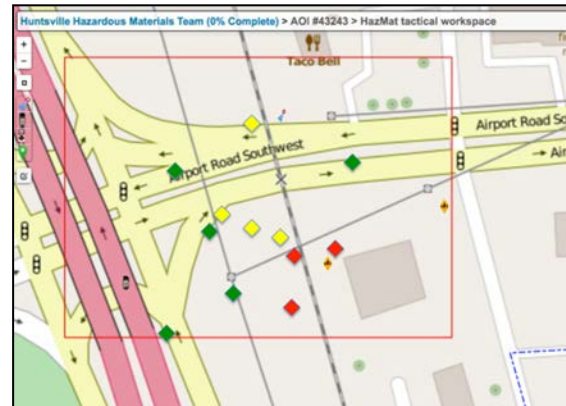 Huntsville Hazardous Materials Team (0% Complete) > AOI #43243 > HazMat tactical workspace
Taco Bell
Airport Road Southwest
Airport Road So
Air